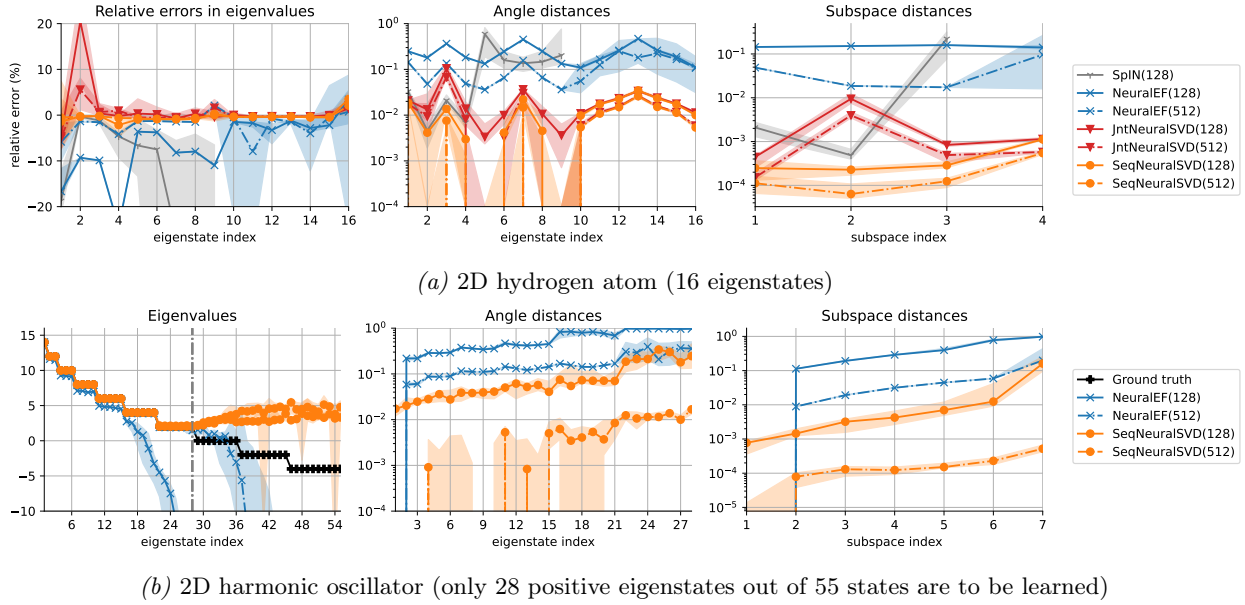 Relative errors in eigenvalues
relative error (%)
20
10
0
−10
−20
2 4 6 8 10 12 14 16
eigenstate index
Angle distances
10^0
10^−1
10^−2
10^−3
10^−4
2 4 6 8 10 12 14 16
eigenstate index
Subspace distances
10^−1
10^−2
10^−3
10^−4
1 2 3 4
subspace index
SpIN(128)
NeuralEF(128)
NeuralEF(512)
JntNeuralSVD(128)
JntNeuralSVD(512)
SeqNeuralSVD(128)
SeqNeuralSVD(512)
(a) 2D hydrogen atom (16 eigenstates)
Eigenvalues
15
10
5
0
−5
−10
6 12 18 24 30 36 42 48 54
eigenstate index
Angle distances
10^0
10^−1
10^−2
10^−3
10^−4
3 6 9 12 15 18 21 24 27
eigenstate index
Subspace distances
10^0
10^−1
10^−2
10^−3
10^−4
10^−5
1 2 3 4 5 6 7
subspace index
Ground truth
NeuralEF(128)
NeuralEF(512)
SeqNeuralSVD(128)
SeqNeuralSVD(512)
(b) 2D harmonic oscillator (only 28 positive eigenstates out of 55 states are to be learned)